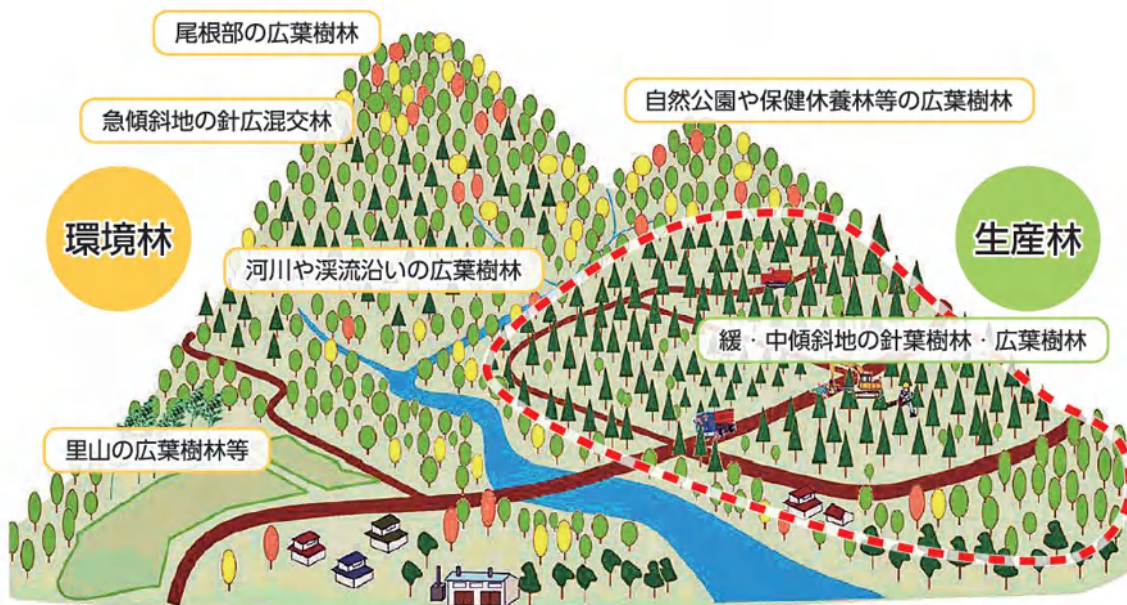 尾根部の広葉樹林
自然公園や保健休養林等の広葉樹林
急傾斜地の針広混交林
環境林
生産林
河川や渓流沿いの広葉樹林
緩・中傾斜地の針葉樹林・広葉樹林
里山の広葉樹林等